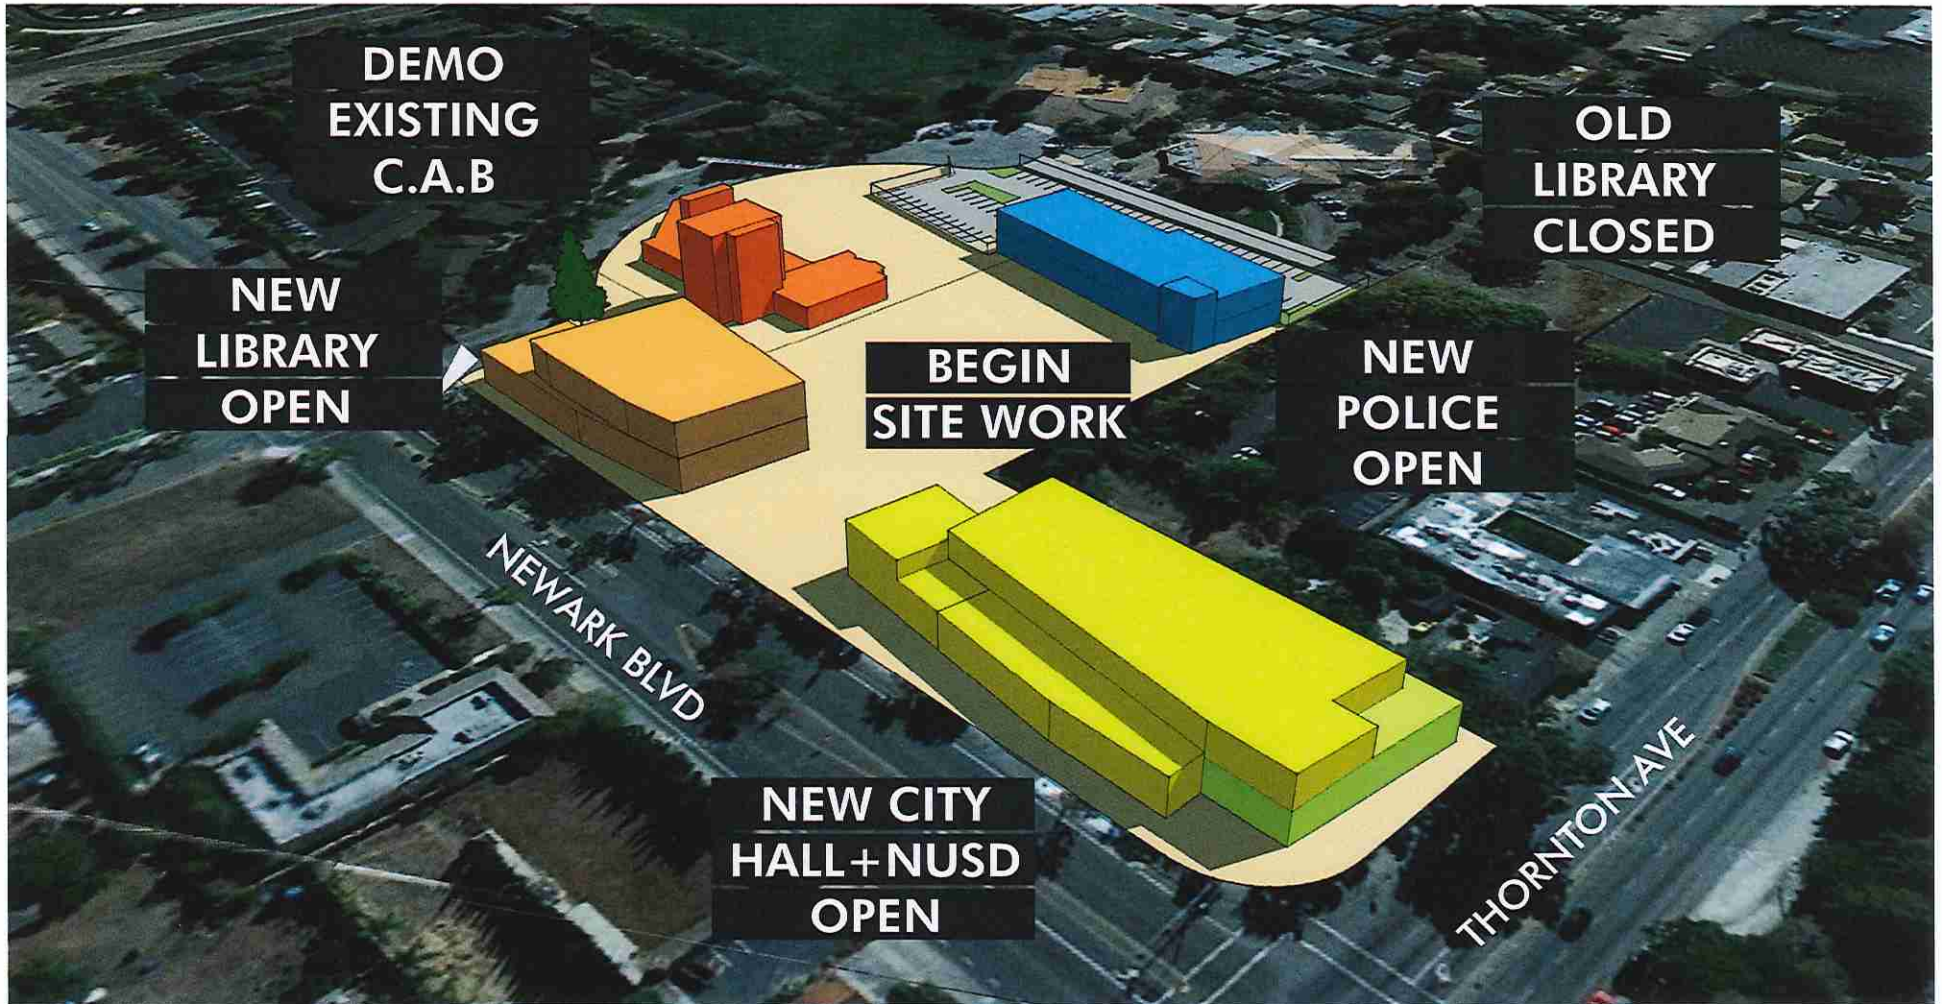 DEMO
EXISTING
C.A.B
OLD
LIBRARY
CLOSED
NEW
LIBRARY
OPEN
BEGIN
SITE WORK
NEW
POLICE
OPEN
NEWARK BLVD
NEW CITY
HALL+NUSD
OPEN
THORNTON AVE